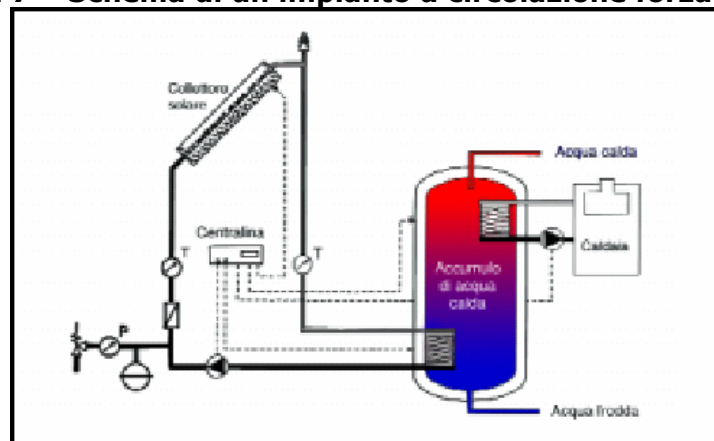 Schema di un impianto a circolazione forza
Collettore
solare
Acqua calda
Centralina
T
T
Caldaia
Accumulo
di acqua
calda
P
Acqua fredda